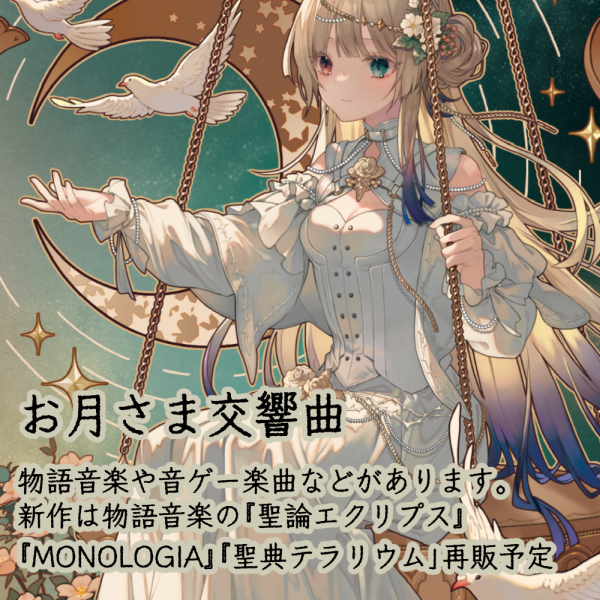 お月さま交響曲
物語音楽や音ゲー楽曲などがあります。
新作は物語音楽の『聖論エクリプス』
『MONOLOGIA』『聖典テラリウム」再販予定